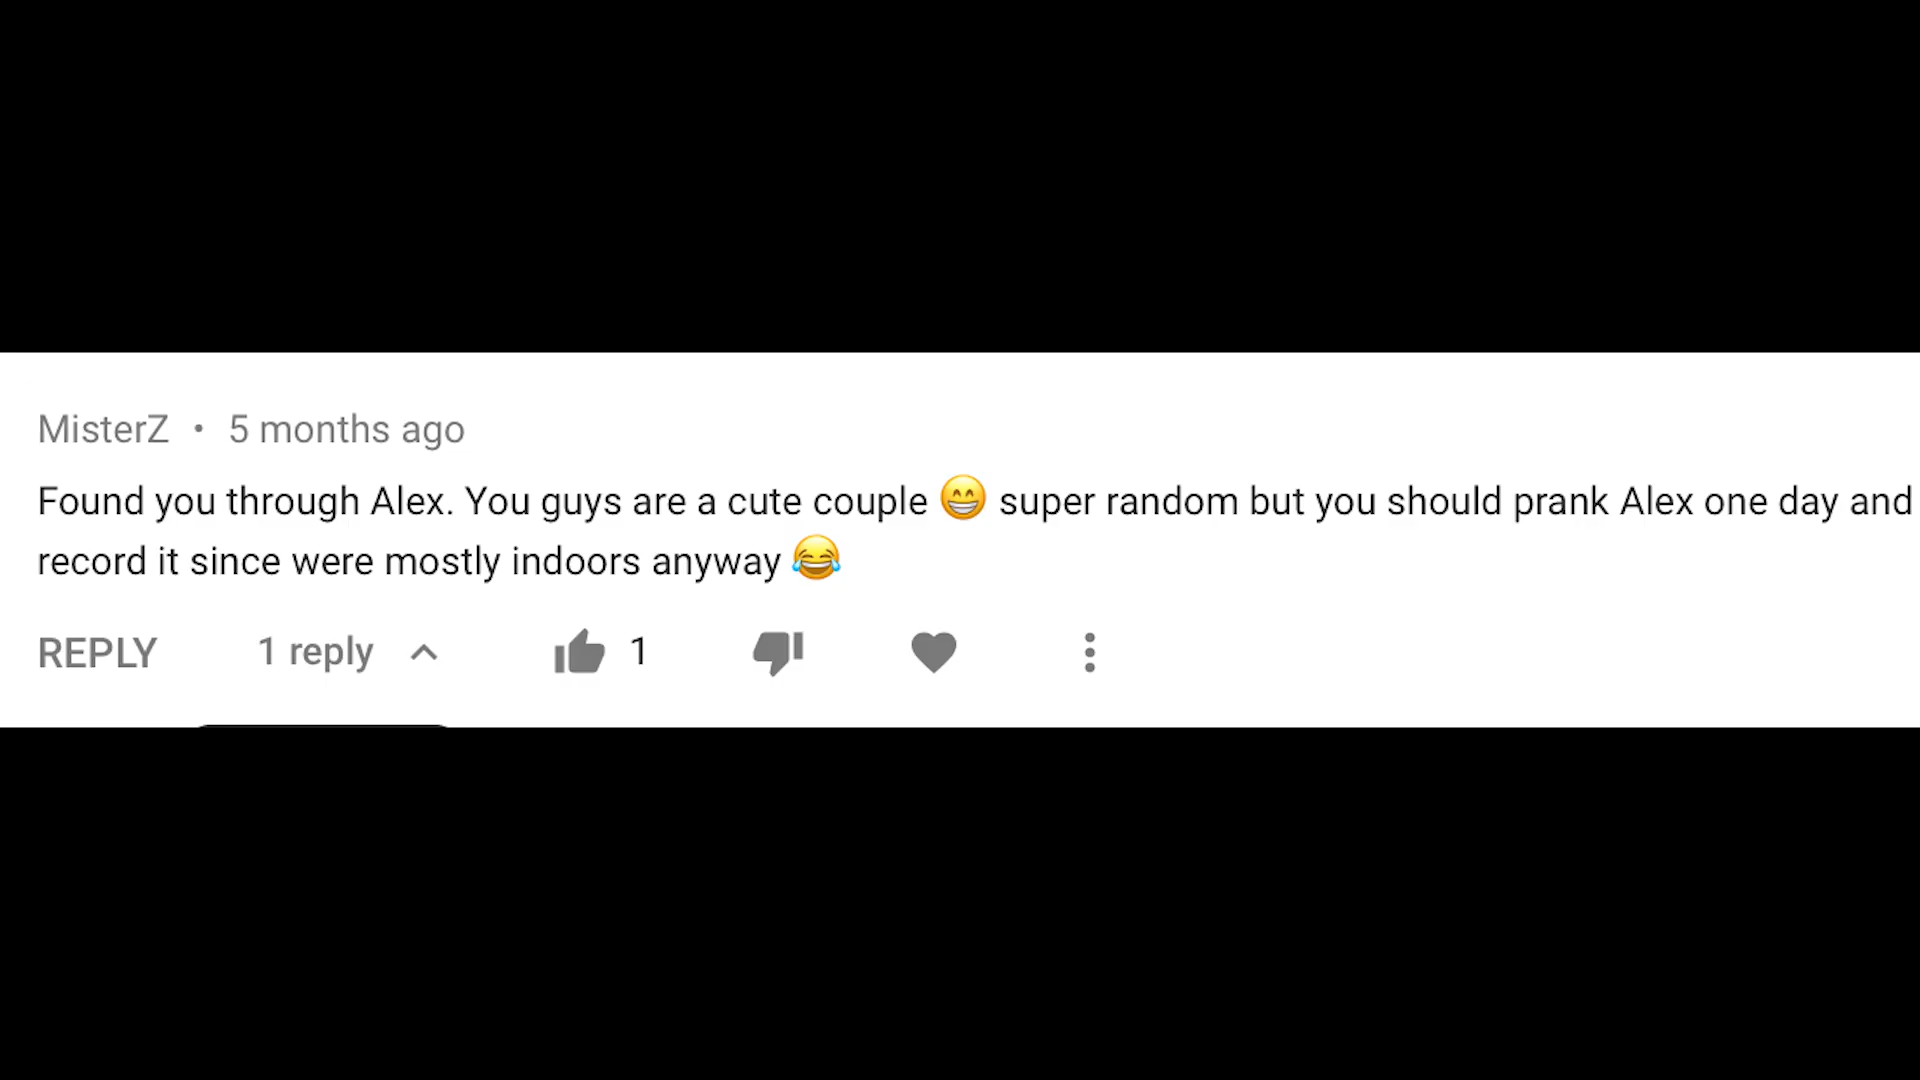 MisterZ • 5 months ago
Found you through Alex. You guys are a cute couple 😁 super random but you should prank Alex one day and
record it since were mostly indoors anyway 😂
REPLY 1 reply 1